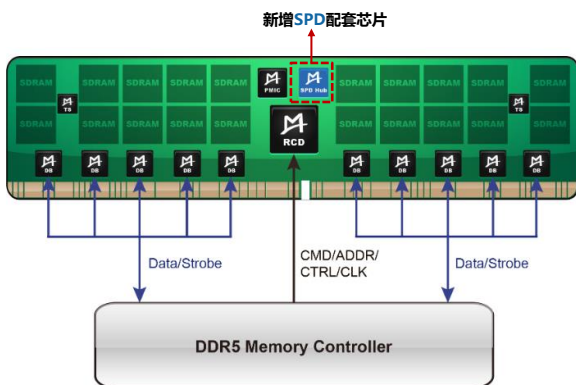 新增SPD配套芯片
SDRAM SDRAM SDRAM SDRAM SDRAM PMIC SPD Hub SDRAM SDRAM SDRAM SDRAM SDRAM
TS TS
SDRAM SDRAM SDRAM SDRAM SDRAM RCD SDRAM SDRAM SDRAM SDRAM SDRAM
DB DB DB DB DB DB DB DB DB DB
Data/Strobe
CMD/ADDR/
CTRL/CLK
Data/Strobe
DDR5 Memory Controller